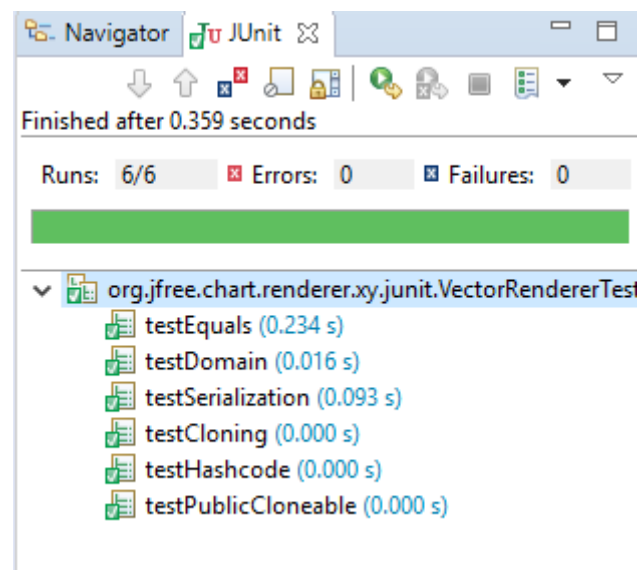 Navigator JUnit
Finished after 0.359 seconds
Runs: 6/6 Errors: 0 Failures: 0
org.jfree.chart.renderer.xy.junit.VectorRendererTest
testEquals (0.234 s)
testDomain (0.016 s)
testSerialization (0.093 s)
testCloning (0.000 s)
testHashcode (0.000 s)
testPublicCloneable (0.000 s)